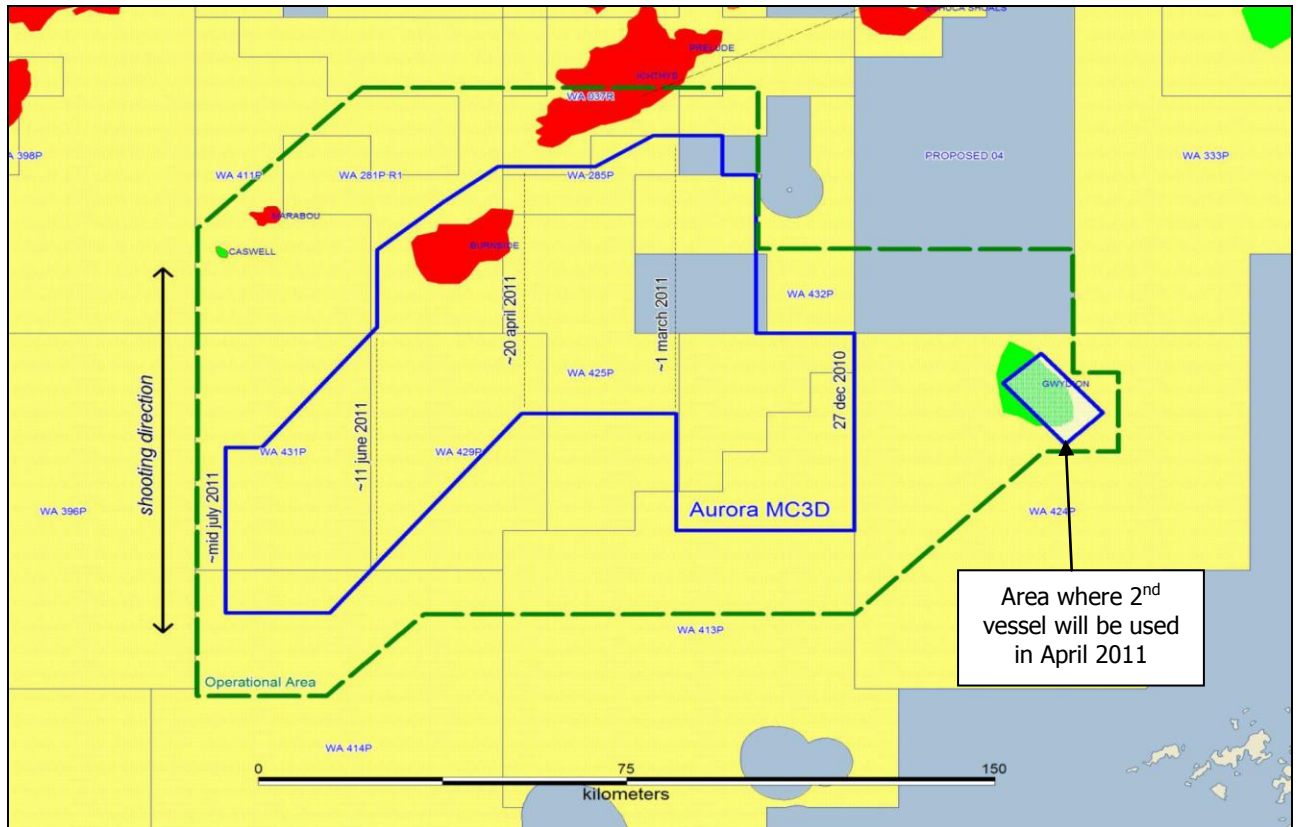 PRELUDE
ICHTHYS
WA 037R
A 398P
WA 411P
WA 281P R1
WA 285P
PROPOSED 04
WA 333P
MARABOU
CASWELL
BURNSIDE
WA 432P
shooting direction
~20 april 2011
~1 march 2011
27 dec 2010
WA 425P
GWYDION
~11 june 2011
~mid july 2011
WA 431P
WA 429P
WA 396P
Aurora MC3D
WA 424P
Area where 2nd
vessel will be used
in April 2011
WA 413P
Operational Area
WA 414P
0
75
150
kilometers